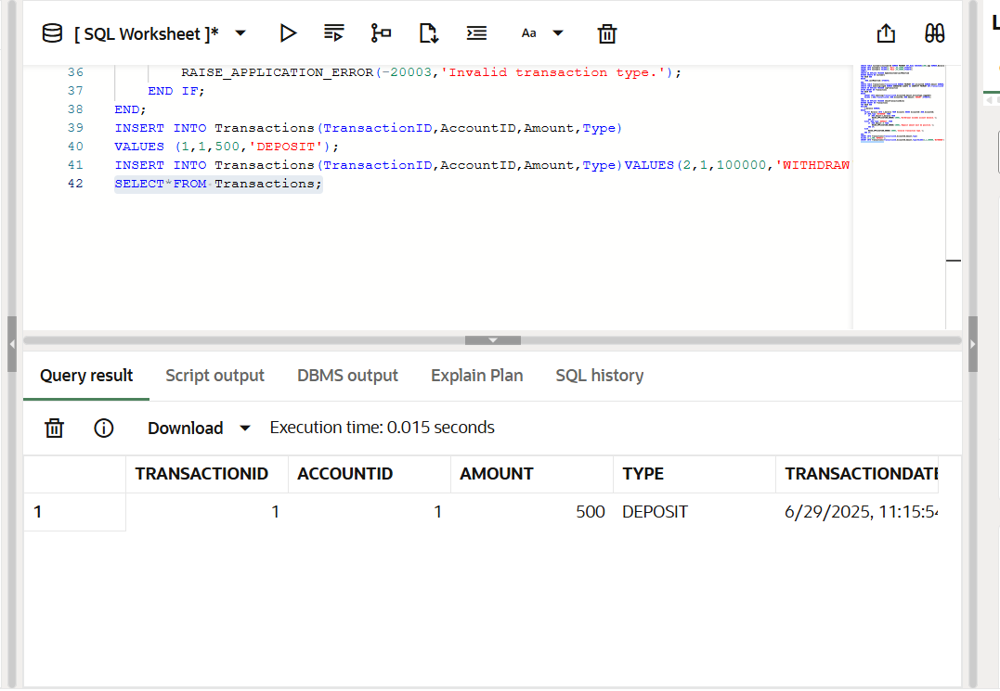 [ SQL Worksheet ]*
Aa
36 RAISE_APPLICATION_ERROR(-20003,'Invalid transaction type.');
37 END IF;
38 END;
39 INSERT INTO Transactions(TransactionID,AccountID,Amount,Type)
40 VALUES (1,1,500,'DEPOSIT');
41 INSERT INTO Transactions(TransactionID,AccountID,Amount,Type)VALUES(2,1,100000,'WITHDRAW
42 SELECT*FROM Transactions;
Query result Script output DBMS output Explain Plan SQL history
Download Execution time: 0.015 seconds
TRANSACTIONID ACCOUNTID AMOUNT TYPE TRANSACTIONDATE
1 1 1 500 DEPOSIT 6/29/2025, 11:15:54